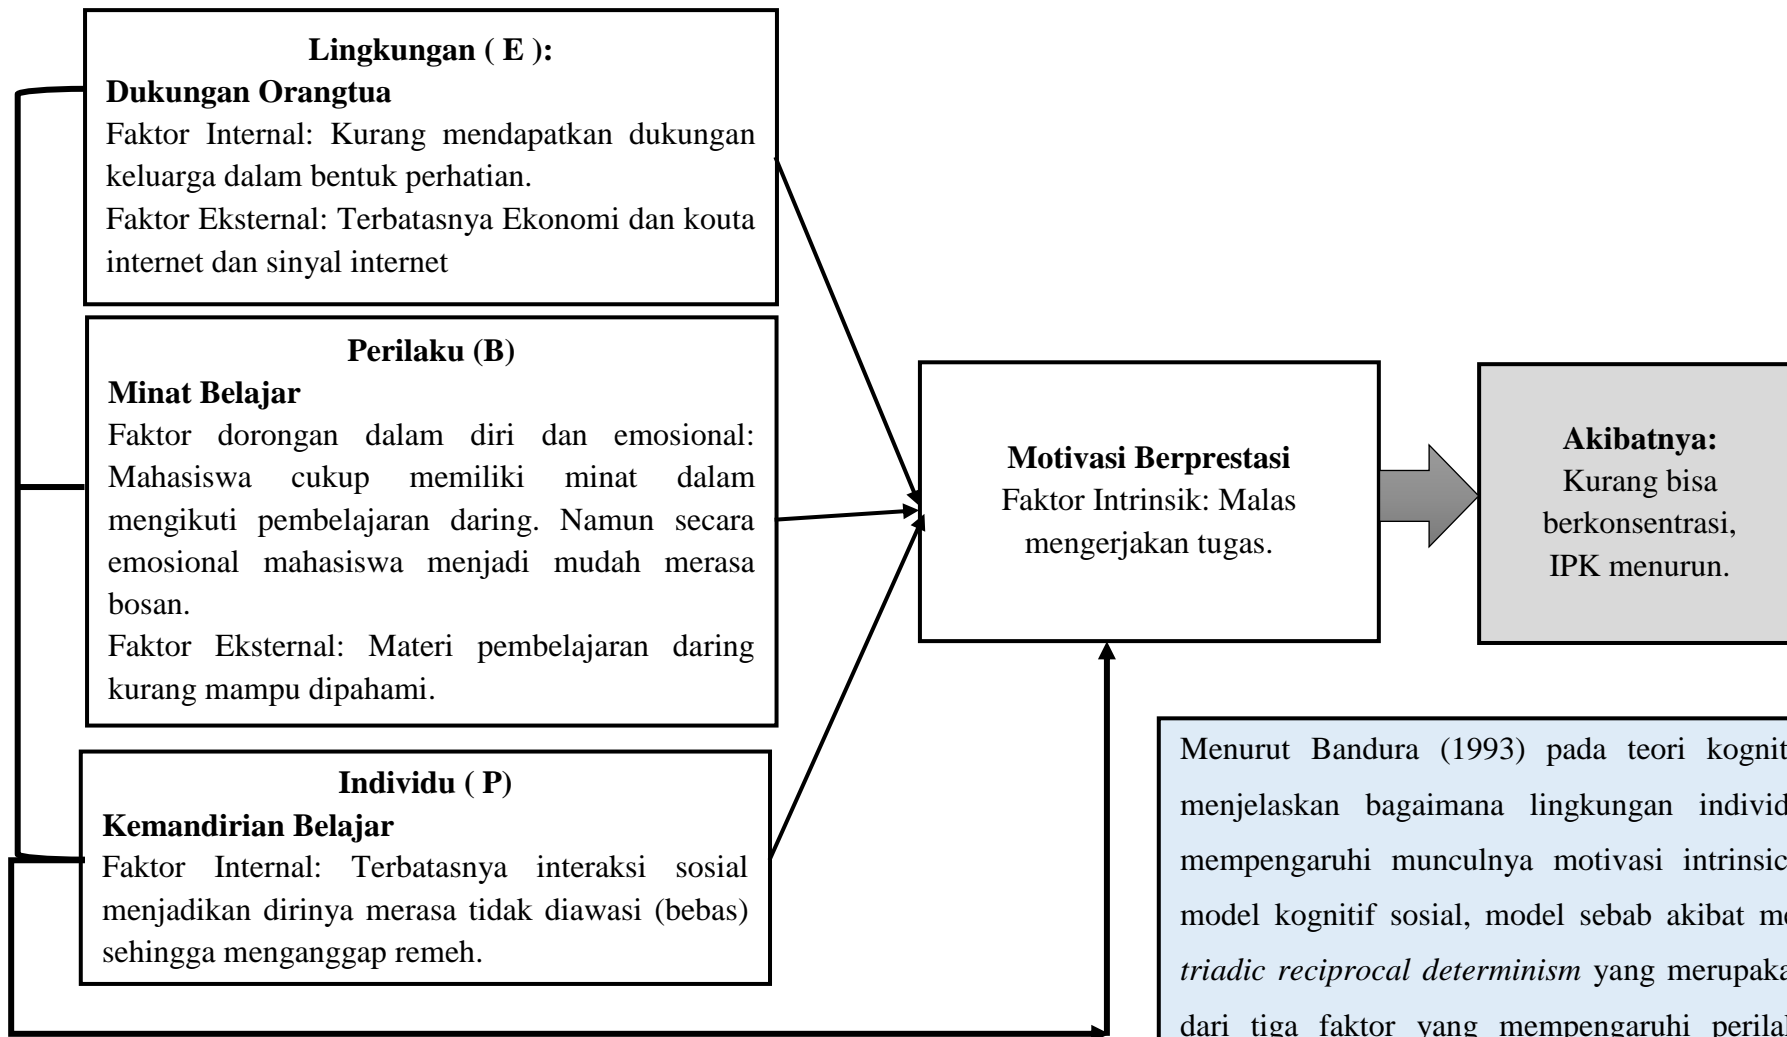 Lingkungan ( E ):
Dukungan Orangtua
Faktor Internal: Kurang mendapatkan dukungan
keluarga dalam bentuk perhatian.
Faktor Eksternal: Terbatasnya Ekonomi dan kouta
internet dan sinyal internet
Perilaku (B)
Minat Belajar
Faktor dorongan dalam diri dan emosional:
Mahasiswa cukup memiliki minat dalam
mengikuti pembelajaran daring. Namun secara
emosional mahasiswa menjadi mudah merasa
bosan.
Faktor Eksternal: Materi pembelajaran daring
kurang mampu dipahami.
Individu ( P)
Kemandirian Belajar
Faktor Internal: Terbatasnya interaksi sosial
menjadikan dirinya merasa tidak diawasi (bebas)
sehingga menganggap remeh.
Motivasi Berprestasi
Faktor Intrinsik: Malas
mengerjakan tugas.
Akibatnya:
Kurang bisa
berkonsentrasi,
IPK menurun.
Menurut Bandura (1993) pada teori
menjelaskan bagaimana lingkungan
mempengaruhi munculnya motivasi
model kognitif sosial, model sebab akibat
triadic reciprocal determinism yang
dari tiga faktor yang mempengaruhi